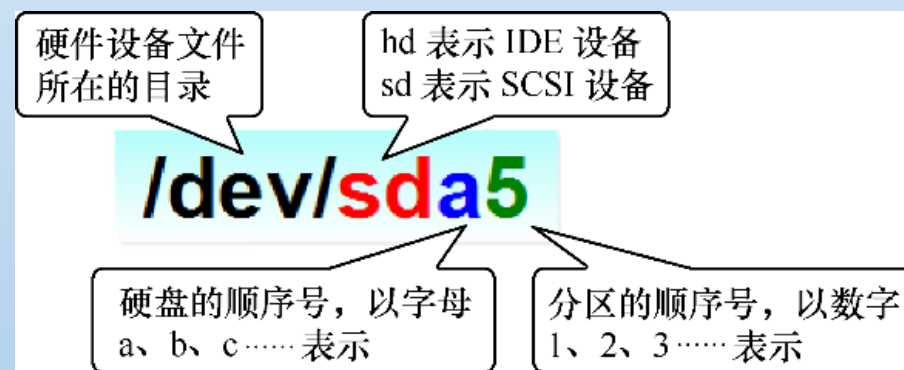 硬件设备文件
所在的目录
hd 表示 IDE 设备
sd 表示 SCSI 设备
/dev/sda5
硬盘的顺序号，以字母
a、b、c……表示
分区的顺序号，以数字
1、2、3……表示